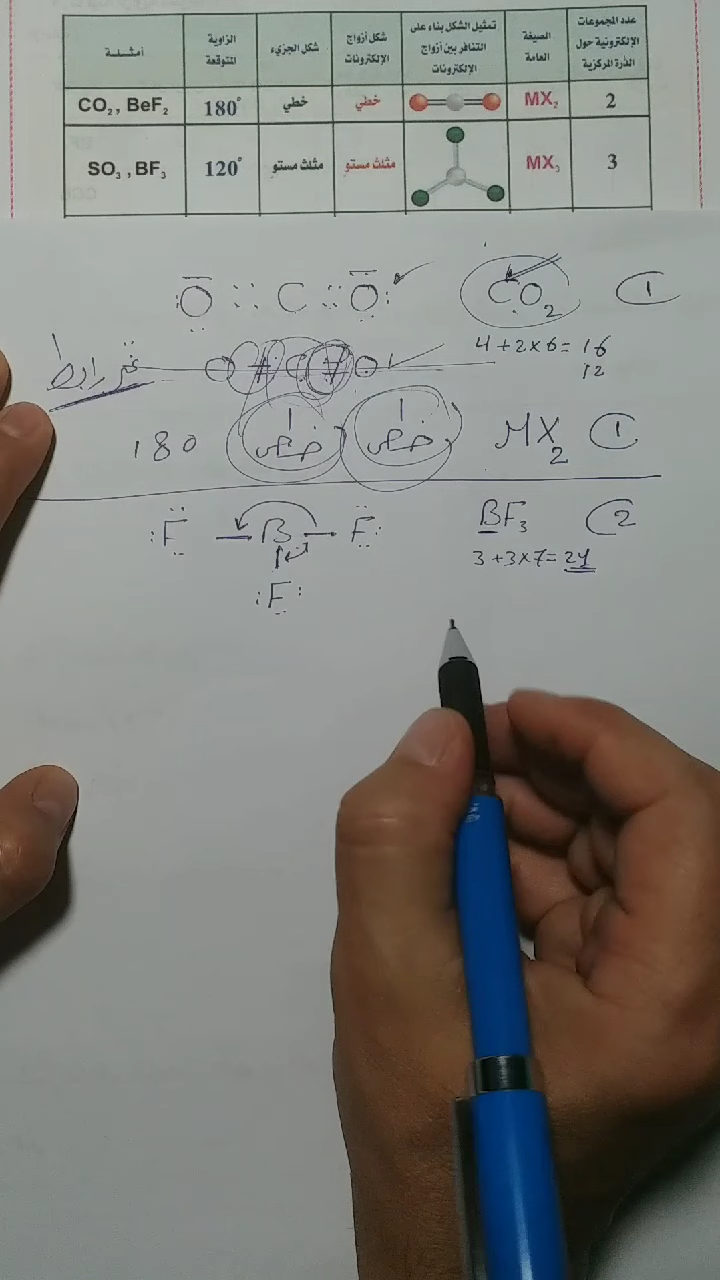 عدد المجموعات الإلكترونية حول الذرة المركزية
الصيغة العامة
تمثيل الشكل بناء على التنافر بين أزواج الإلكترونات
شكل أزواج الإلكترونات
شكل الجزيء
الزاوية المتوقعة
أمثلة
2 MX₂ خطي خطي 180° CO₂ , BeF₂
3 MX₃ مثلث مستو مثلث مستو 120° SO₃ , BF₃
① CO₂
:O :: C :: O:
4+2×6=16
12
O C O
غير رابط
① MX₂ خطي خطي 180
② BF₃
:F — B — F:
3+3×7=24
:F: